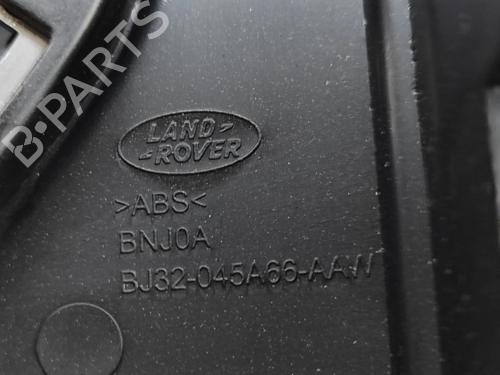 B-PARTS
LAND
ROVER
>ABS<
BNJ0A
BJ32-045A66-AAW